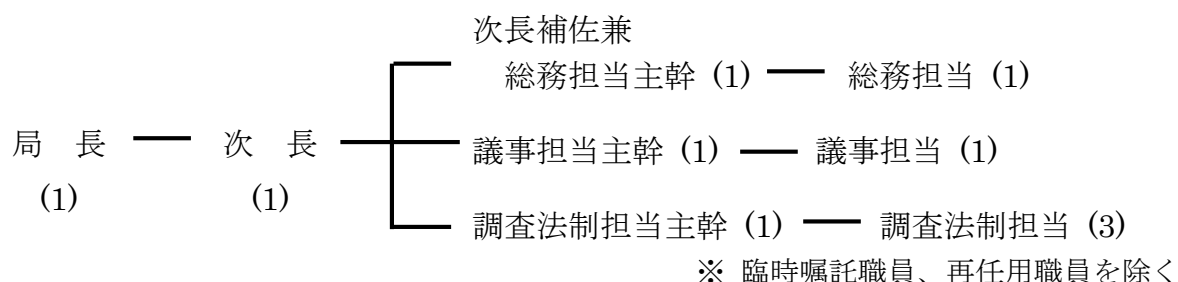 次長補佐兼
総務担当主幹 (1) 総務担当 (1)
局 長 次 長 議事担当主幹 (1) 議事担当 (1)
(1) (1)
調査法制担当主幹 (1) 調査法制担当 (3)
※ 臨時嘱託職員、再任用職員を除く